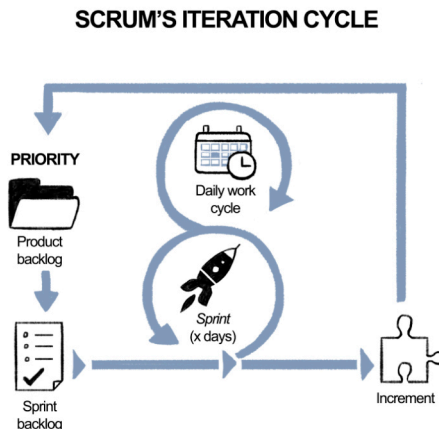 SCRUM'S ITERATION CYCLE
PRIORITY
Product
backlog
Daily work
cycle
Sprint
(x days)
Sprint
backlog
Increment